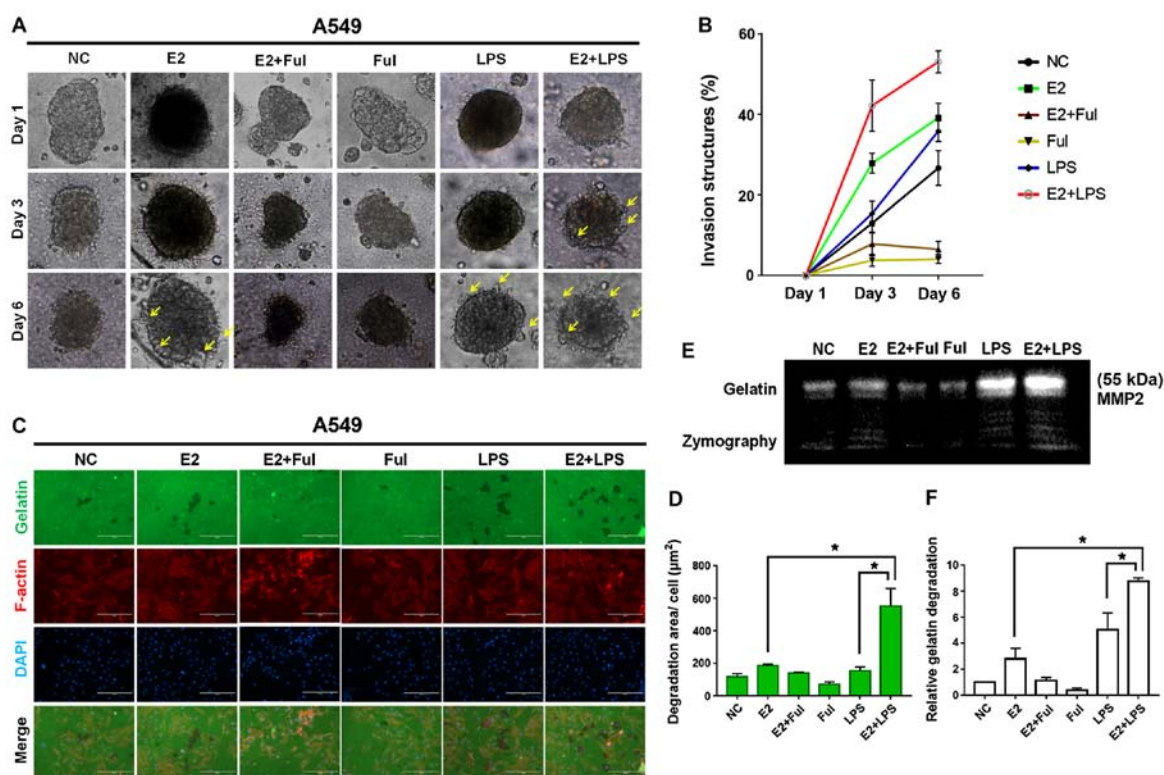 A
A549
NC E2 E2+Ful Ful LPS E2+LPS
Day 1
Day 3
Day 6
B
60
40
20
0
Invasion structures (%)
Day 1 Day 3 Day 6
NC
E2
E2+Ful
Ful
LPS
E2+LPS
C
A549
NC E2 E2+Ful Ful LPS E2+LPS
Gelatin
F-actin
DAPI
Merge
E
NC E2 E2+Ful Ful LPS E2+LPS
Gelatin
(55 kDa)
MMP2
Zymography
D
Degradation area/ cell (µm²)
800
600
400
200
0
*
*
NC E2 E2+Ful Ful LPS E2+LPS
F
Relative gelatin degradation
10
8
6
4
2
0
*
*
NC E2 E2+Ful Ful LPS E2+LPS